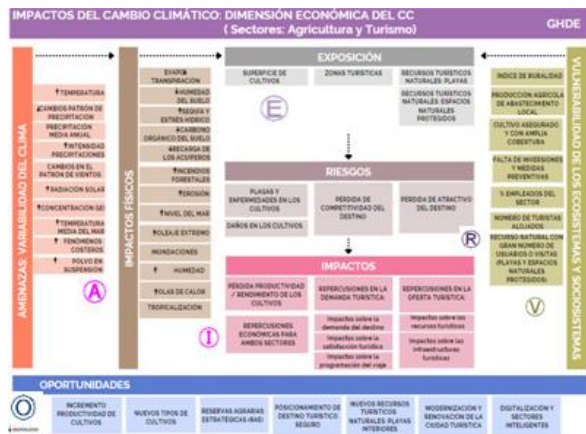 IMPACTOS DEL CAMBIO CLIMÁTICO: DIMENSIÓN ECONÓMICA DEL CC
( Sectores: Agricultura y Turismo)
GHDE
AMENAZAS: VARIABILIDAD DEL CLIMA
TEMPERATURA
CAMBIOS PATRÓN DE
PRECIPITACIÓN
PRECIPITACIÓN
MEDIA ANUAL
INTENSIDAD
PRECIPITACIONES
CAMBIOS EN EL
PATRÓN DE VIENTOS
RADIACIÓN SOLAR
CONCENTRACIÓN GEI
TEMPERATURA
MEDIA DEL MAR
FENÓMENOS
COSTEROS
POLVO EN
SUSPENSIÓN
A
IMPACTOS FÍSICOS
TRANSPIRACIÓN
HUMEDAD
DEL SUELO
SEQUÍA Y
ESTRÉS HÍDRICO
CARBONO
ORGÁNICO DEL SUELO
RECARGA DE
LOS ACUÍFEROS
INCENDIOS
FORESTALES
EROSIÓN
NIVEL DEL MAR
OLEAJE EXTREMO
INUNDACIONES
HUMEDAD
OLAS DE CALOR
TROPICALIZACIÓN
I
EXPOSICIÓN
SUPERFICIE DE
CULTIVOS
ZONAS TURÍSTICAS
RECURSOS TURÍSTICOS
NATURALES: PLAYAS
RECURSOS TURÍSTICOS
NATURALES: ESPACIOS
NATURALES
PROTEGIDOS
E
RIESGOS
PLAGAS Y
ENFERMEDADES EN LOS
CULTIVOS
DAÑOS EN LOS CULTIVOS
PÉRDIDA DE
COMPETITIVIDAD DEL
DESTINO
PÉRDIDA DE ATRACTIVO
DEL DESTINO
R
IMPACTOS
PÉRDIDA PRODUCTIVIDAD
/ RENDIMIENTO DE LOS
CULTIVOS
REPERCUSIONES
ECONÓMICAS PARA
AMBOS SECTORES
REPERCUSIONES EN LA
DEMANDA TURÍSTICA:
Impactos sobre la
demanda del destino
Impactos sobre la
satisfacción turística
Impactos sobre la
programación del viaje
REPERCUSIONES EN LA
OFERTA TURÍSTICA:
Impactos sobre los
recursos turísticos
Impactos sobre las
infraestructuras
turísticas
ÍNDICE DE RURALIDAD
PRODUCCIÓN AGRÍCOLA
DE ABASTECIMIENTO
LOCAL
CULTIVO ASEGURADO
Y CON AMPLIA
COBERTURA
FALTA DE INVERSIONES
Y MEDIDAS
PREVENTIVAS
% EMPLEADOS DEL
SECTOR
NÚMERO DE TURISTAS
ALOJADOS
RECURSO NATURAL CON
GRAN NÚMERO DE
USUARIOS O VISITAS
(PLAYAS Y ESPACIOS
NATURALES
PROTEGIDOS)
V
VULNERABILIDAD DE LOS ECOSISTEMAS Y SOCIOSISTEMAS
OPORTUNIDADES
O
INCREMENTO
PRODUCTIVIDAD DE
CULTIVOS
NUEVOS TIPOS DE
CULTIVOS
RESERVAS AGRARIAS
ESTRATÉGICAS (RAE)
POSICIONAMIENTO DE
DESTINO TURÍSTICO
SEGURO
NUEVOS RECURSOS
TURÍSTICOS
NATURALES: PLAYAS
INTERIORES
MODERNIZACIÓN Y
RENOVACIÓN DE LA
CIUDAD TURÍSTICA
DIGITALIZACIÓN Y
SECTORES
INTELIGENTES